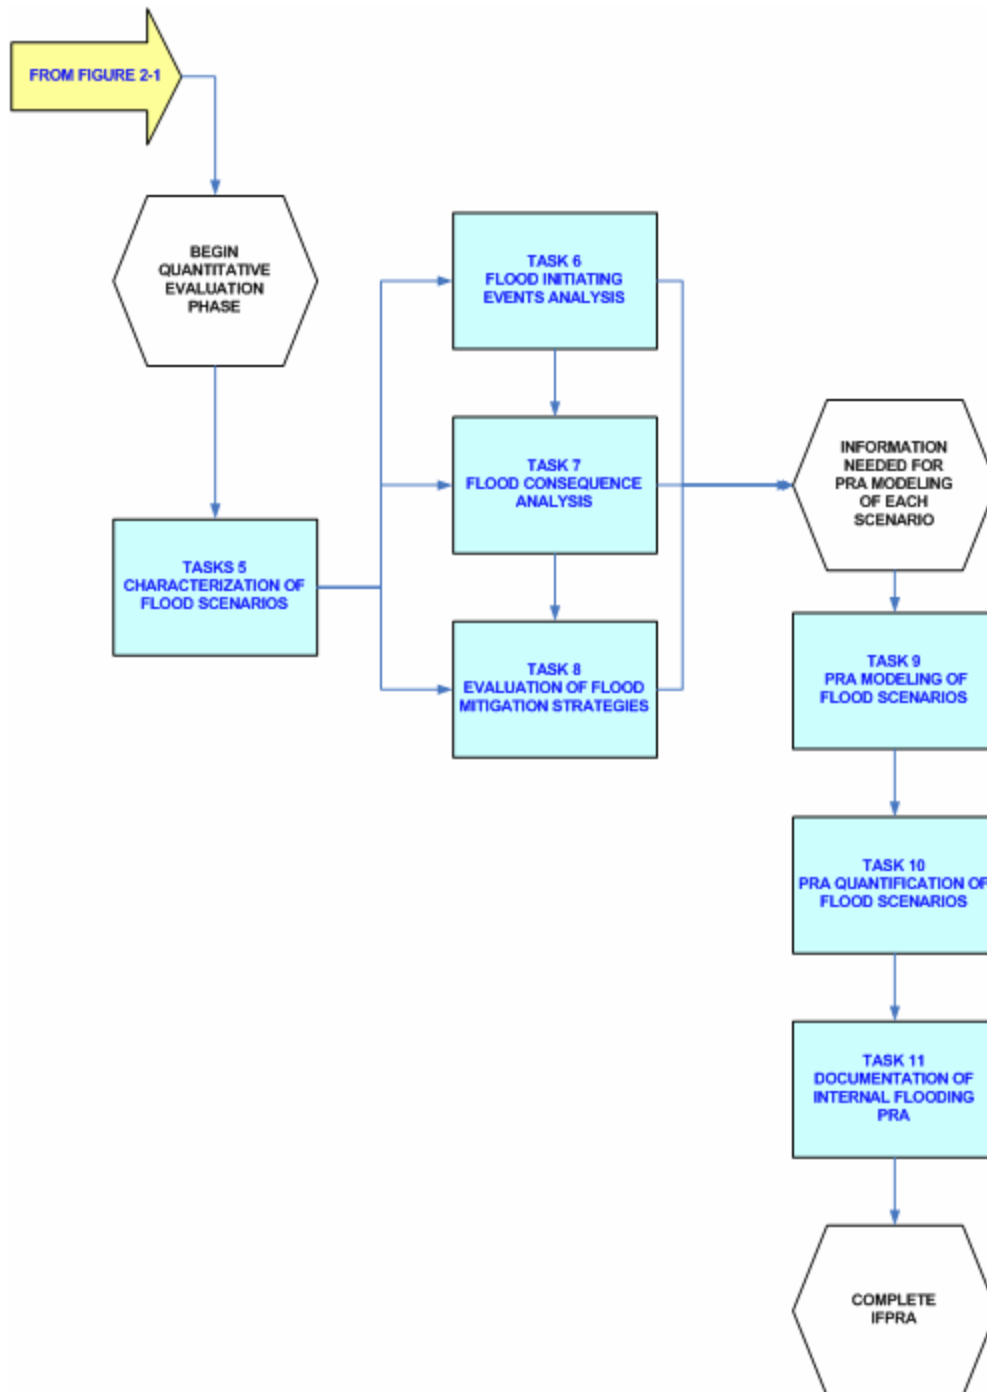 FROM FIGURE 2-1
BEGIN
QUANTITATIVE
EVALUATION
PHASE
TASKS 5
CHARACTERIZATION OF
FLOOD SCENARIOS
TASK 6
FLOOD INITIATING
EVENTS ANALYSIS
TASK 7
FLOOD CONSEQUENCE
ANALYSIS
TASK 8
EVALUATION OF FLOOD
MITIGATION STRATEGIES
INFORMATION
NEEDED FOR
PRA MODELING
OF EACH
SCENARIO
TASK 9
PRA MODELING OF
FLOOD SCENARIOS
TASK 10
PRA QUANTIFICATION OF
FLOOD SCENARIOS
TASK 11
DOCUMENTATION OF
INTERNAL FLOODING
PRA
COMPLETE
IFPRA